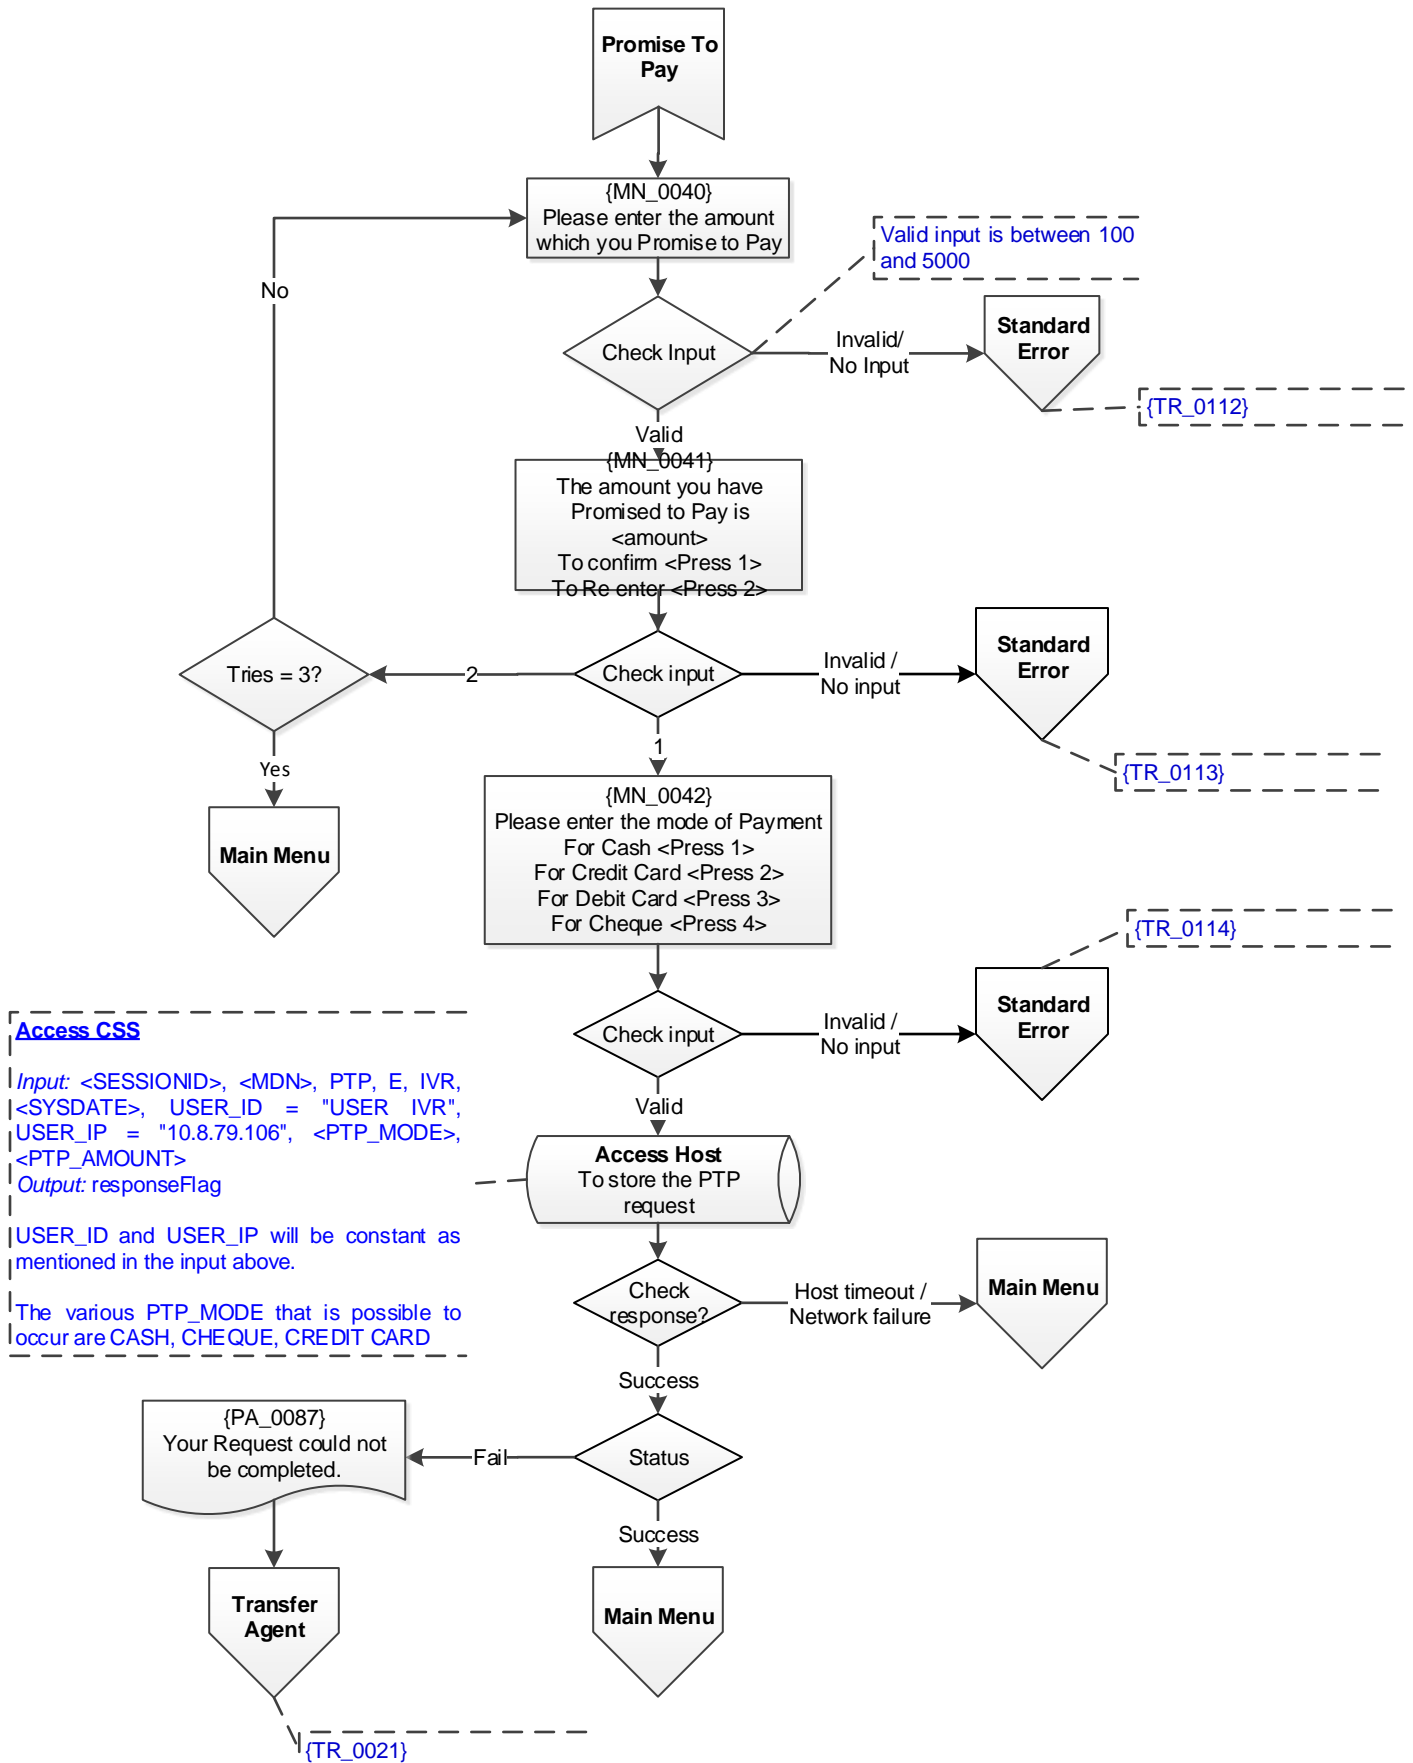 Promise To
Pay
{MN_0040}
Please enter the amount
which you Promise to Pay
Valid input is between 100
and 5000
No
Check Input
Invalid/
No Input
Standard
Error
{TR_0112}
Valid
{MN_0041}
The amount you have
Promised to Pay is
<amount>
To confirm <Press 1>
To Re enter <Press 2>
Tries = 3?
2
Check input
Invalid /
No input
Standard
Error
{TR_0113}
1
Yes
Main Menu
{MN_0042}
Please enter the mode of Payment
For Cash <Press 1>
For Credit Card <Press 2>
For Debit Card <Press 3>
For Cheque <Press 4>
{TR_0114}
Check input
Invalid /
No input
Standard
Error
Valid
Access CSS
Input: <SESSIONID>, <MDN>, PTP, E, IVR,
<SYSDATE>, USER_ID = "USER IVR",
USER_IP = "10.8.79.106", <PTP_MODE>,
<PTP_AMOUNT>
Output: responseFlag
USER_ID and USER_IP will be constant as
mentioned in the input above.
The various PTP_MODE that is possible to
occur are CASH, CHEQUE, CREDIT CARD
Access Host
To store the PTP
request
Check
response?
Host timeout /
Network failure
Main Menu
Success
{PA_0087}
Your Request could not
be completed.
Fail
Status
Success
Transfer
Agent
Main Menu
{TR_0021}